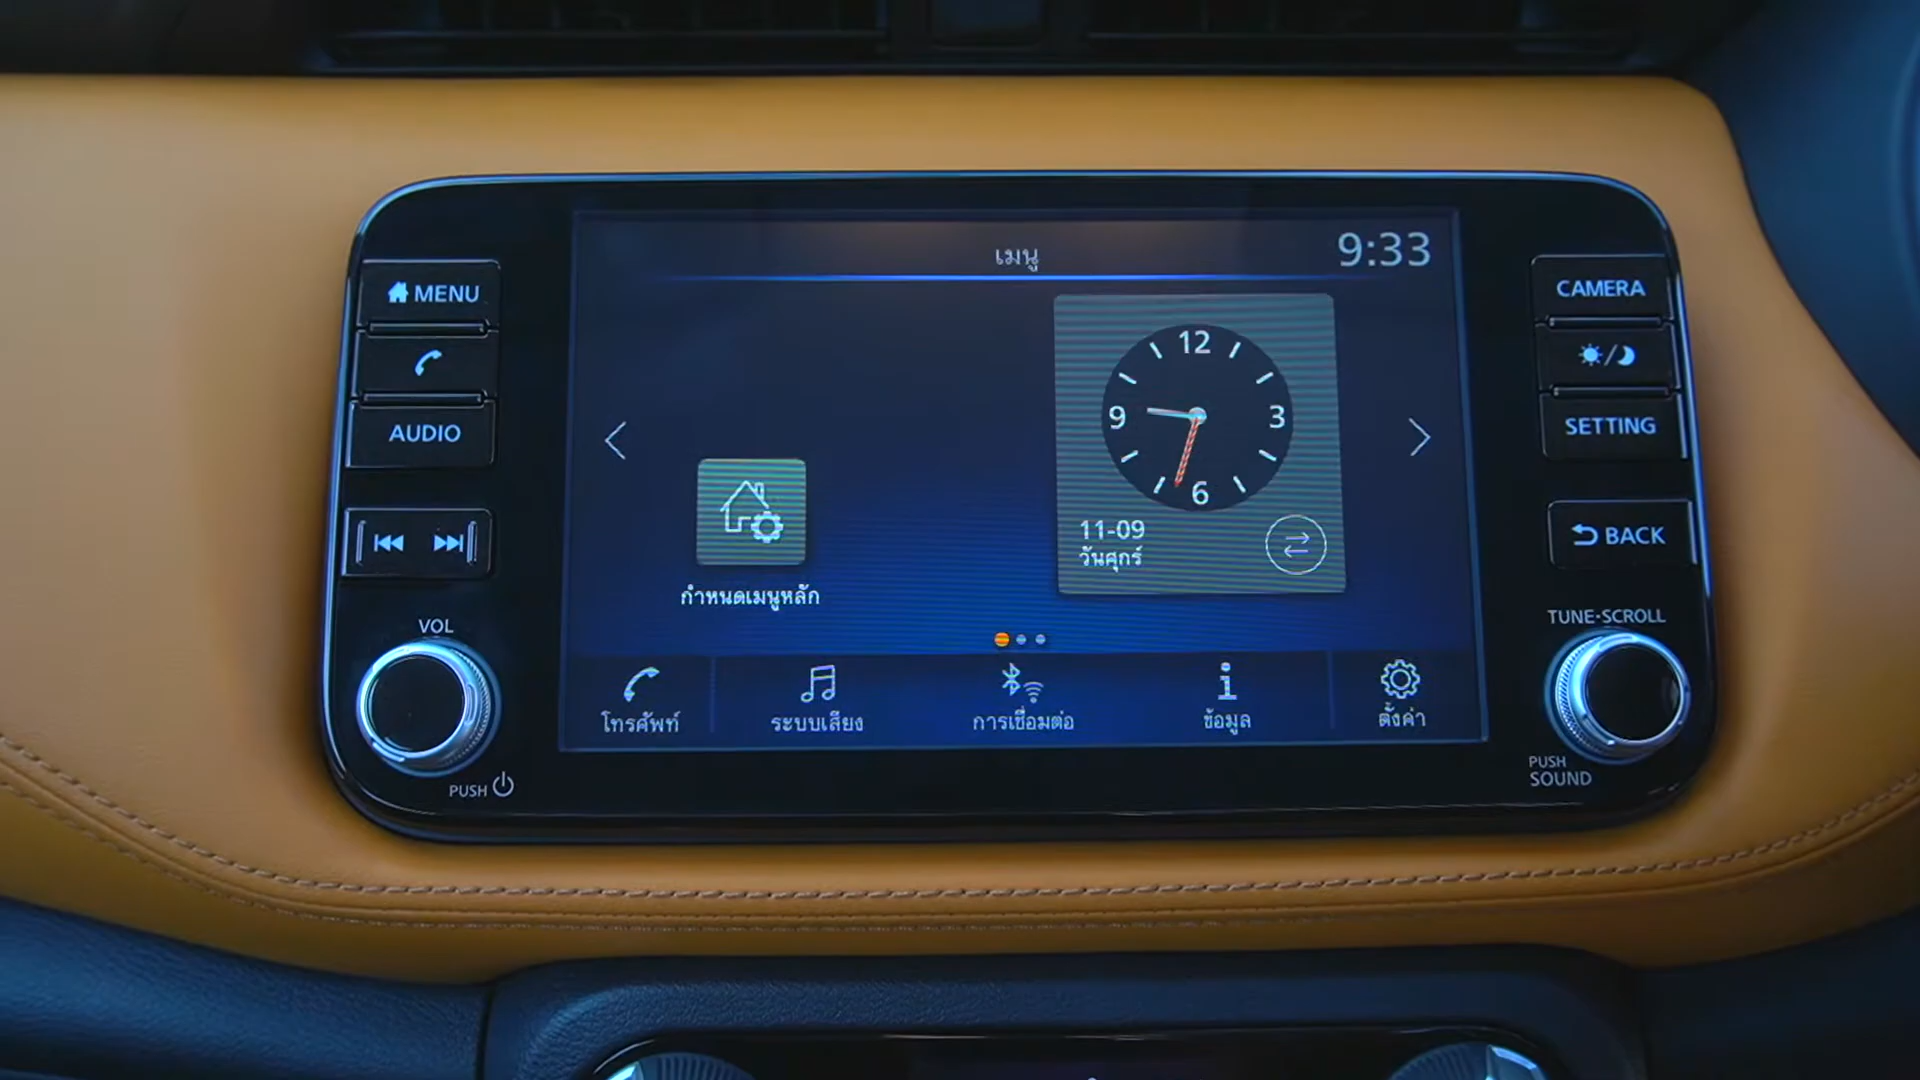 เมนู
9:33
MENU
AUDIO
VOL
PUSH
12
9
3
6
11-09
วันศุกร์
กำหนดเมนูหลัก
โทรศัพท์
ระบบเสียง
การเชื่อมต่อ
ข้อมูล
ตั้งค่า
CAMERA
SETTING
BACK
TUNE·SCROLL
PUSH
SOUND